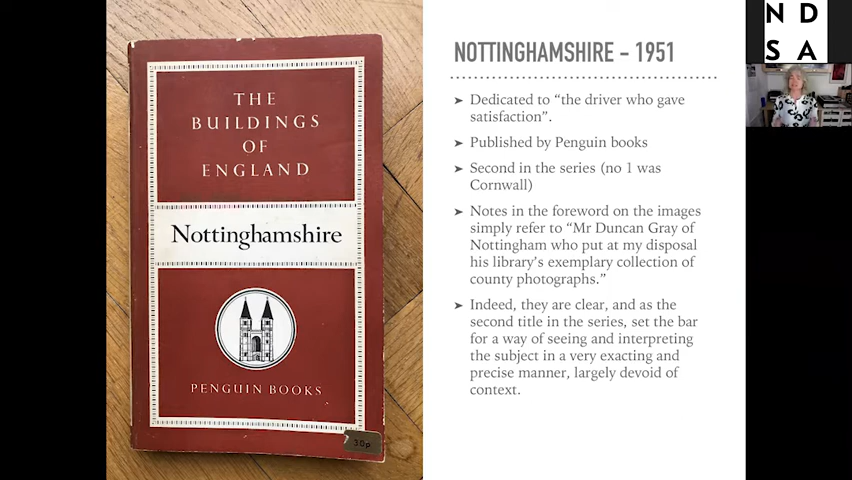 THE
BUILDINGS
OF
ENGLAND
Nottinghamshire
PENGUIN BOOKS
30p
NOTTINGHAMSHIRE – 1951
➤ Dedicated to “the driver who gave
satisfaction”.
➤ Published by Penguin books
➤ Second in the series (no 1 was
Cornwall)
➤ Notes in the foreword on the images
simply refer to “Mr Duncan Gray of
Nottingham who put at my disposal
his library’s exemplary collection of
county photographs.”
➤ Indeed, they are clear, and as the
second title in the series, set the bar
for a way of seeing and interpreting
the subject in a very exacting and
precise manner, largely devoid of
context.
N D
S A